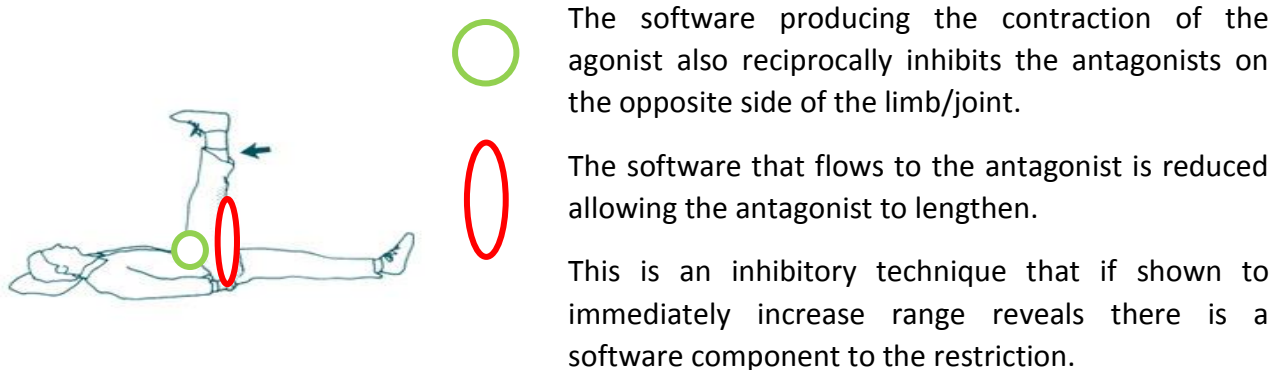 The software producing the contraction of the
agonist also reciprocally inhibits the antagonists on
the opposite side of the limb/joint.
The software that flows to the antagonist is reduced
allowing the antagonist to lengthen.
This is an inhibitory technique that if shown to
immediately increase range reveals there is a
software component to the restriction.